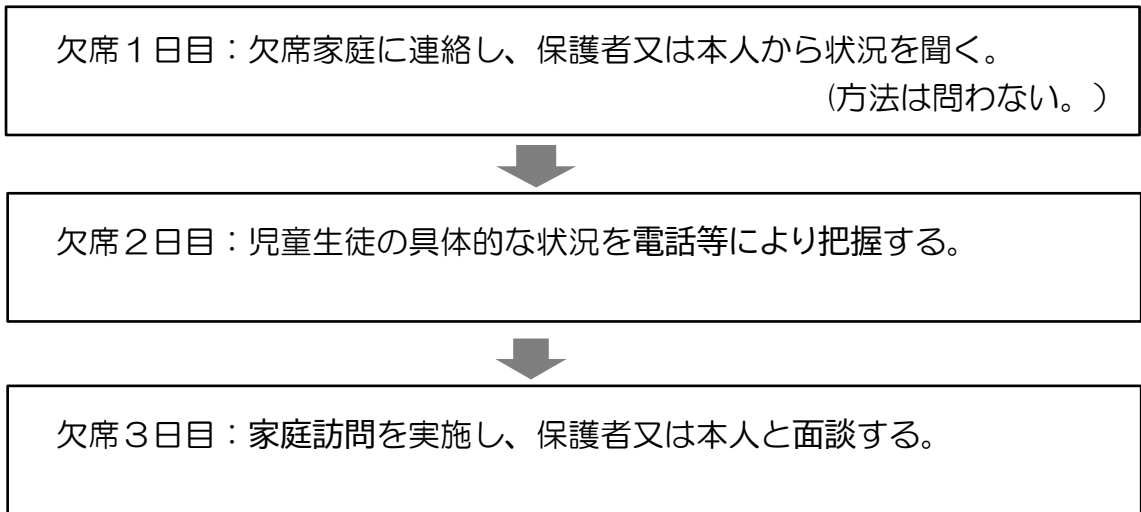 欠席１日目：欠席家庭に連絡し、保護者又は本人から状況を聞く。
（方法は問わない。）
欠席２日目：児童生徒の具体的な状況を電話等により把握する。
欠席３日目：家庭訪問を実施し、保護者又は本人と面談する。